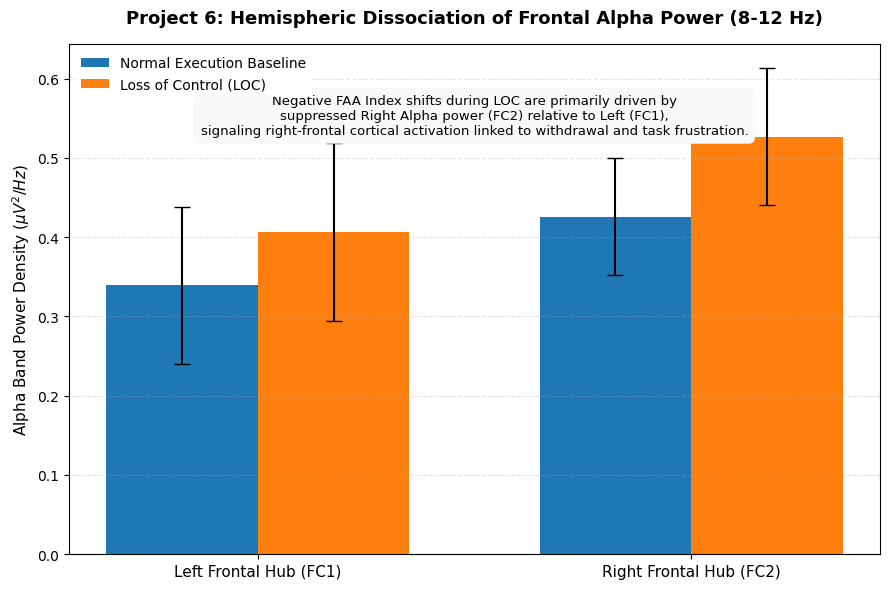 Project 6: Hemispheric Dissociation of Frontal Alpha Power (8-12 Hz)
Normal Execution Baseline
Loss of Control (LOC)
Negative FAA Index shifts during LOC are primarily driven by
suppressed Right Alpha power (FC2) relative to Left (FC1),
signaling right-frontal cortical activation linked to withdrawal and task frustration.
Alpha Band Power Density (μV²/Hz)
0.6
0.5
0.4
0.3
0.2
0.1
0.0
Left Frontal Hub (FC1)
Right Frontal Hub (FC2)